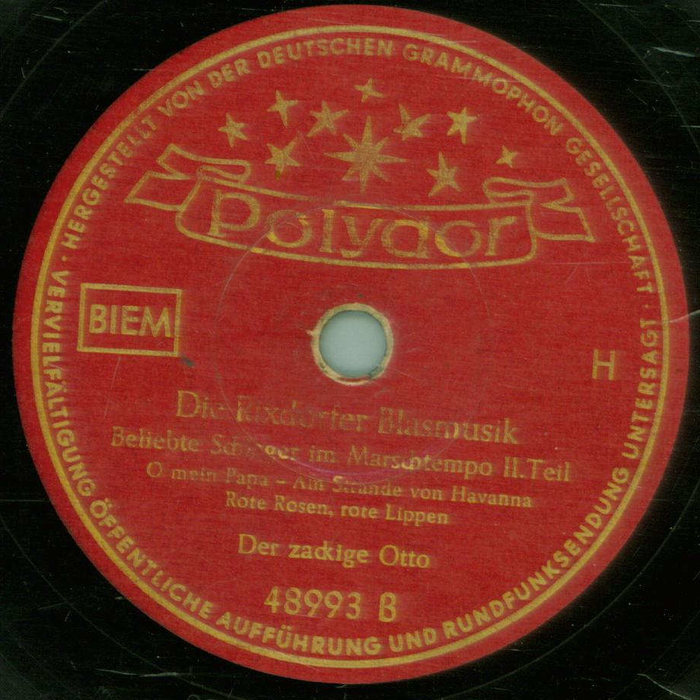 HERGESTELLT VON DER DEUTSCHEN GRAMMOPHON GESELLSCHAFT ·
Polydor
BIEM
H
Die Rixdorfer Blasmusik
Beliebte Schlager im Marschtempo II. Teil
O mein Papa – Am Strande von Havanna
Rote Rosen, rote Lippen
Der zackige Otto
48993 B
VERVIELFÄLTIGUNG ÖFFENTLICHE AUFFÜHRUNG UND RUNDFUNKSENDUNG UNTERSAGT ·